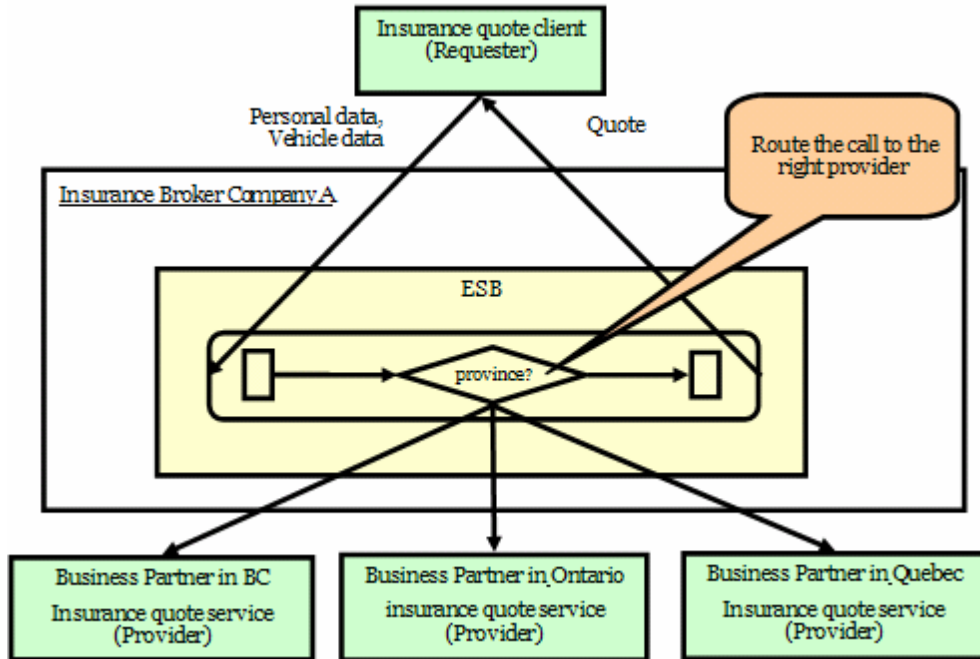 Insurance quote client
(Requester)
Personal data,
Vehicle data
Quote
Route the call to the
right provider
Insurance Broker Company A
ESB
province?
Business Partner in BC
Insurance quote service
(Provider)
Business Partner in Ontario
insurance quote service
(Provider)
Business Partner in Quebec
Insurance quote service
(Provider)